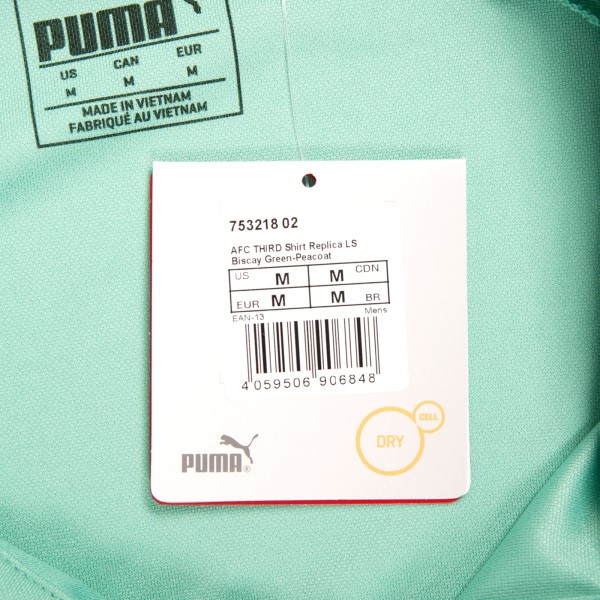 PUMA
US CAN EUR
M M M
MADE IN VIETNAM
FABRIQUÉ AU VIETNAM
753218 02
AFC THIRD Shirt Replica LS
Biscay Green-Peacoat
US M M CDN
EUR M M BR
EAN-13 Mens
4 059506 906848
PUMA®
DRY CELL